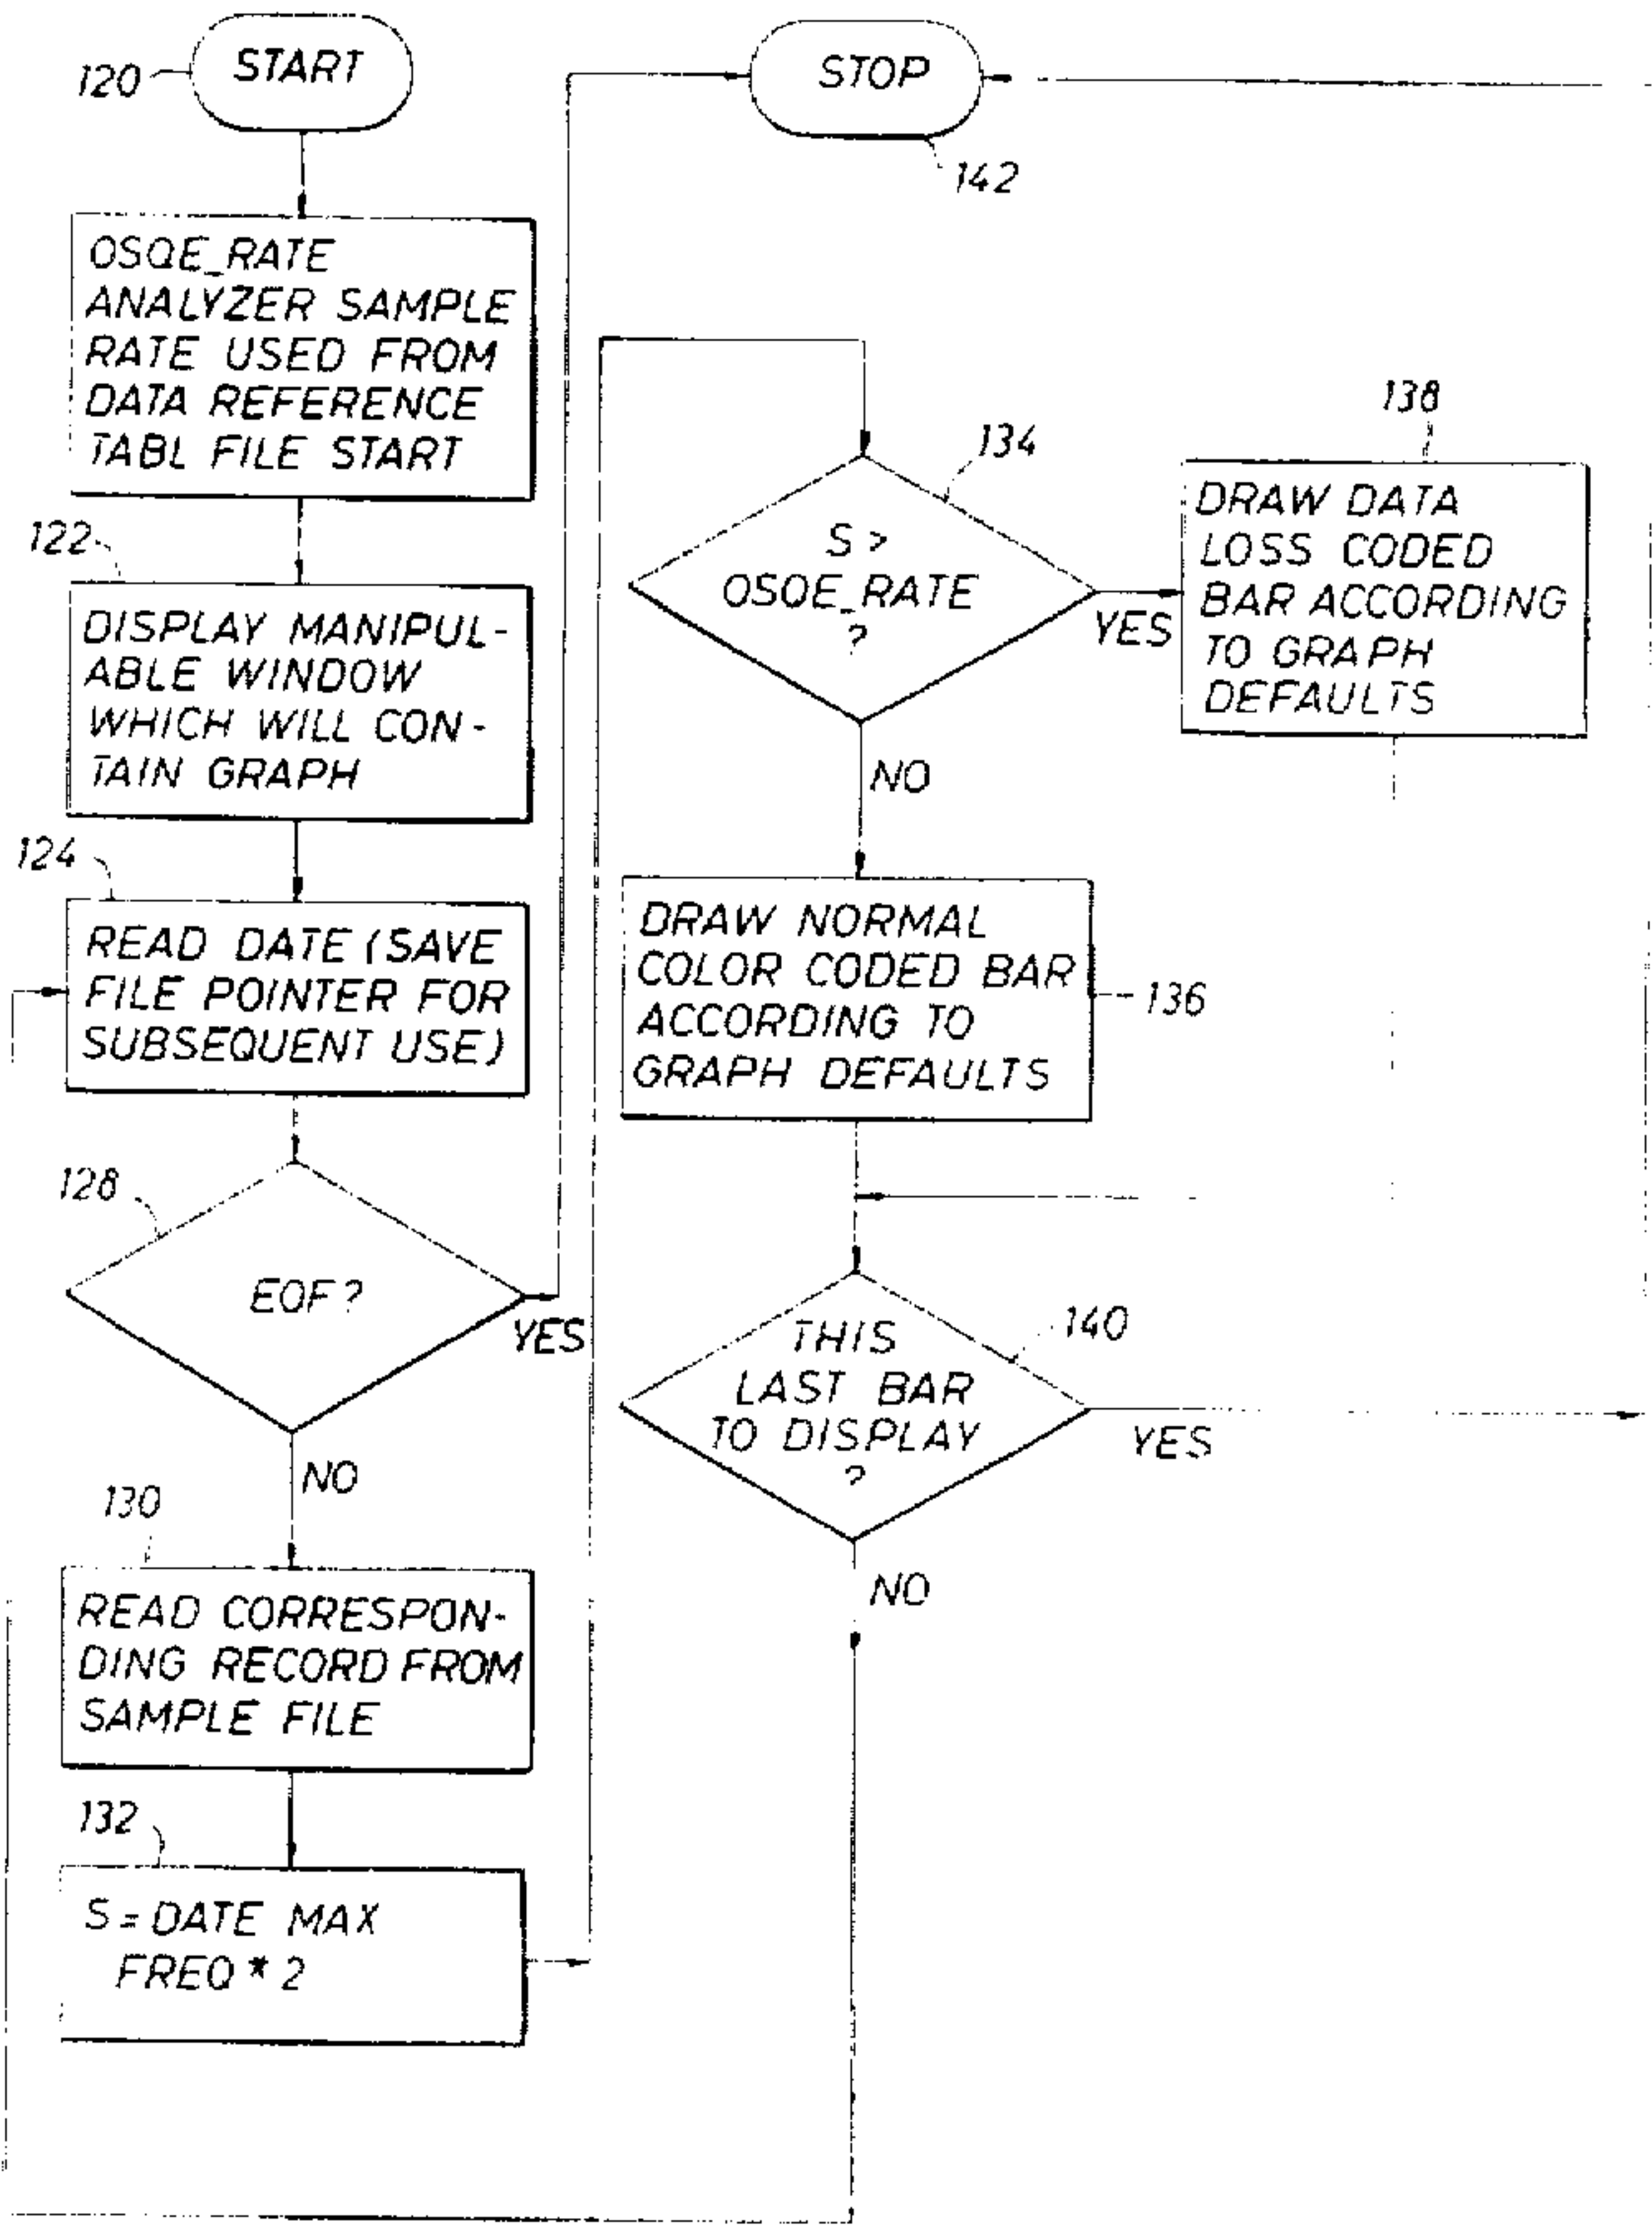 120
START
OSQE_RATE
ANALYZER SAMPLE
RATE USED FROM
DATA REFERENCE
TABL FILE START
122
DISPLAY MANIPUL-
ABLE WINDOW
WHICH WILL CON-
TAIN GRAPH
124
READ DATE (SAVE
FILE POINTER FOR
SUBSEQUENT USE)
128
EOF?
YES
NO
130
READ CORRESPON-
DING RECORD FROM
SAMPLE FILE
132
S = DATE MAX
FREQ * 2
STOP
142
134
S >
OSOE_RATE
?
YES
NO
138
DRAW DATA
LOSS CODED
BAR ACCORDING
TO GRAPH
DEFAULTS
DRAW NORMAL
COLOR CODED BAR
ACCORDING TO
GRAPH DEFAULTS
136
140
THIS
LAST BAR
TO DISPLAY
?
YES
NO